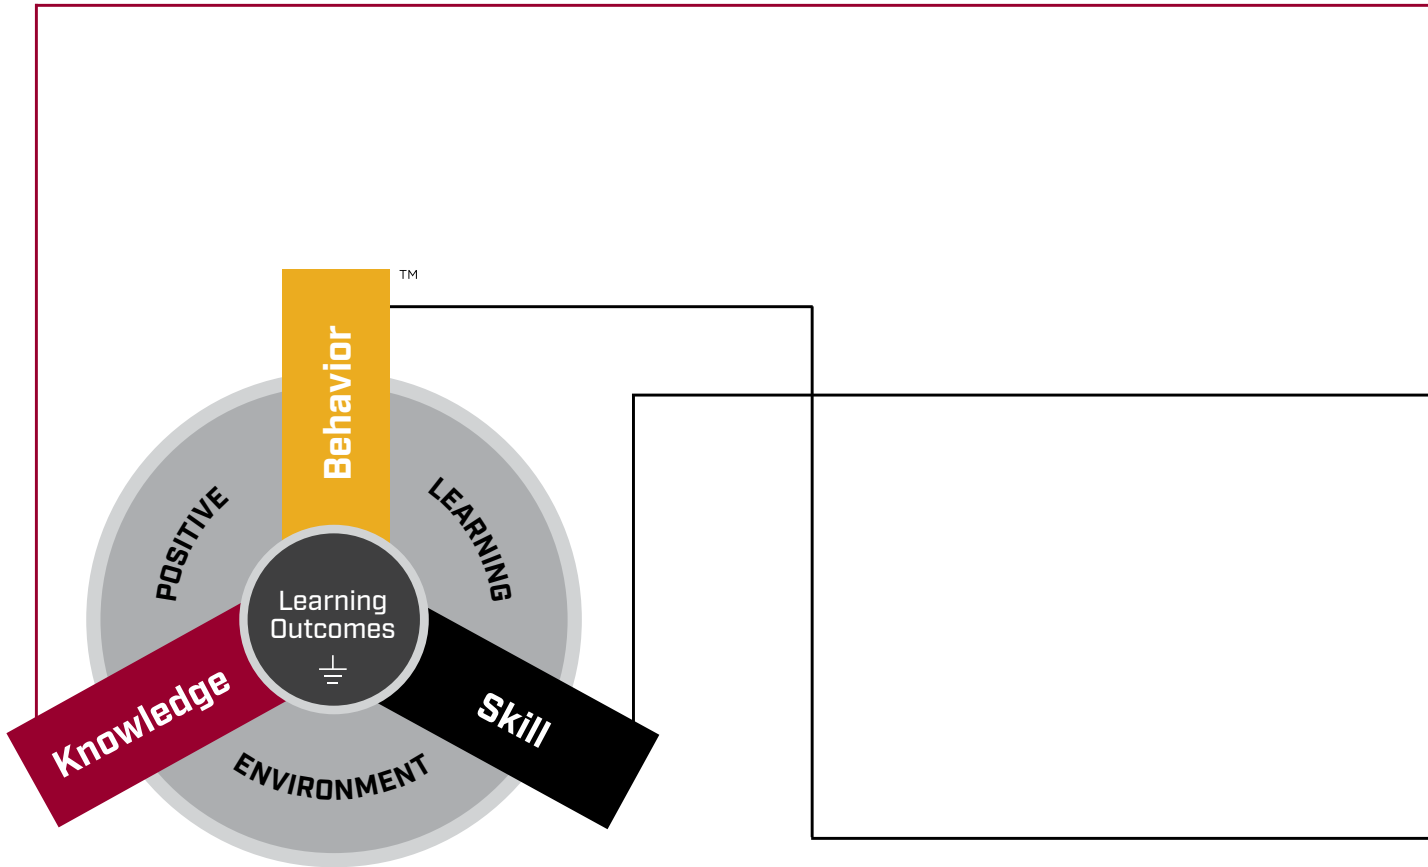 ™
Behavior
POSITIVE
LEARNING
Learning
Outcomes
Knowledge
Skill
ENVIRONMENT